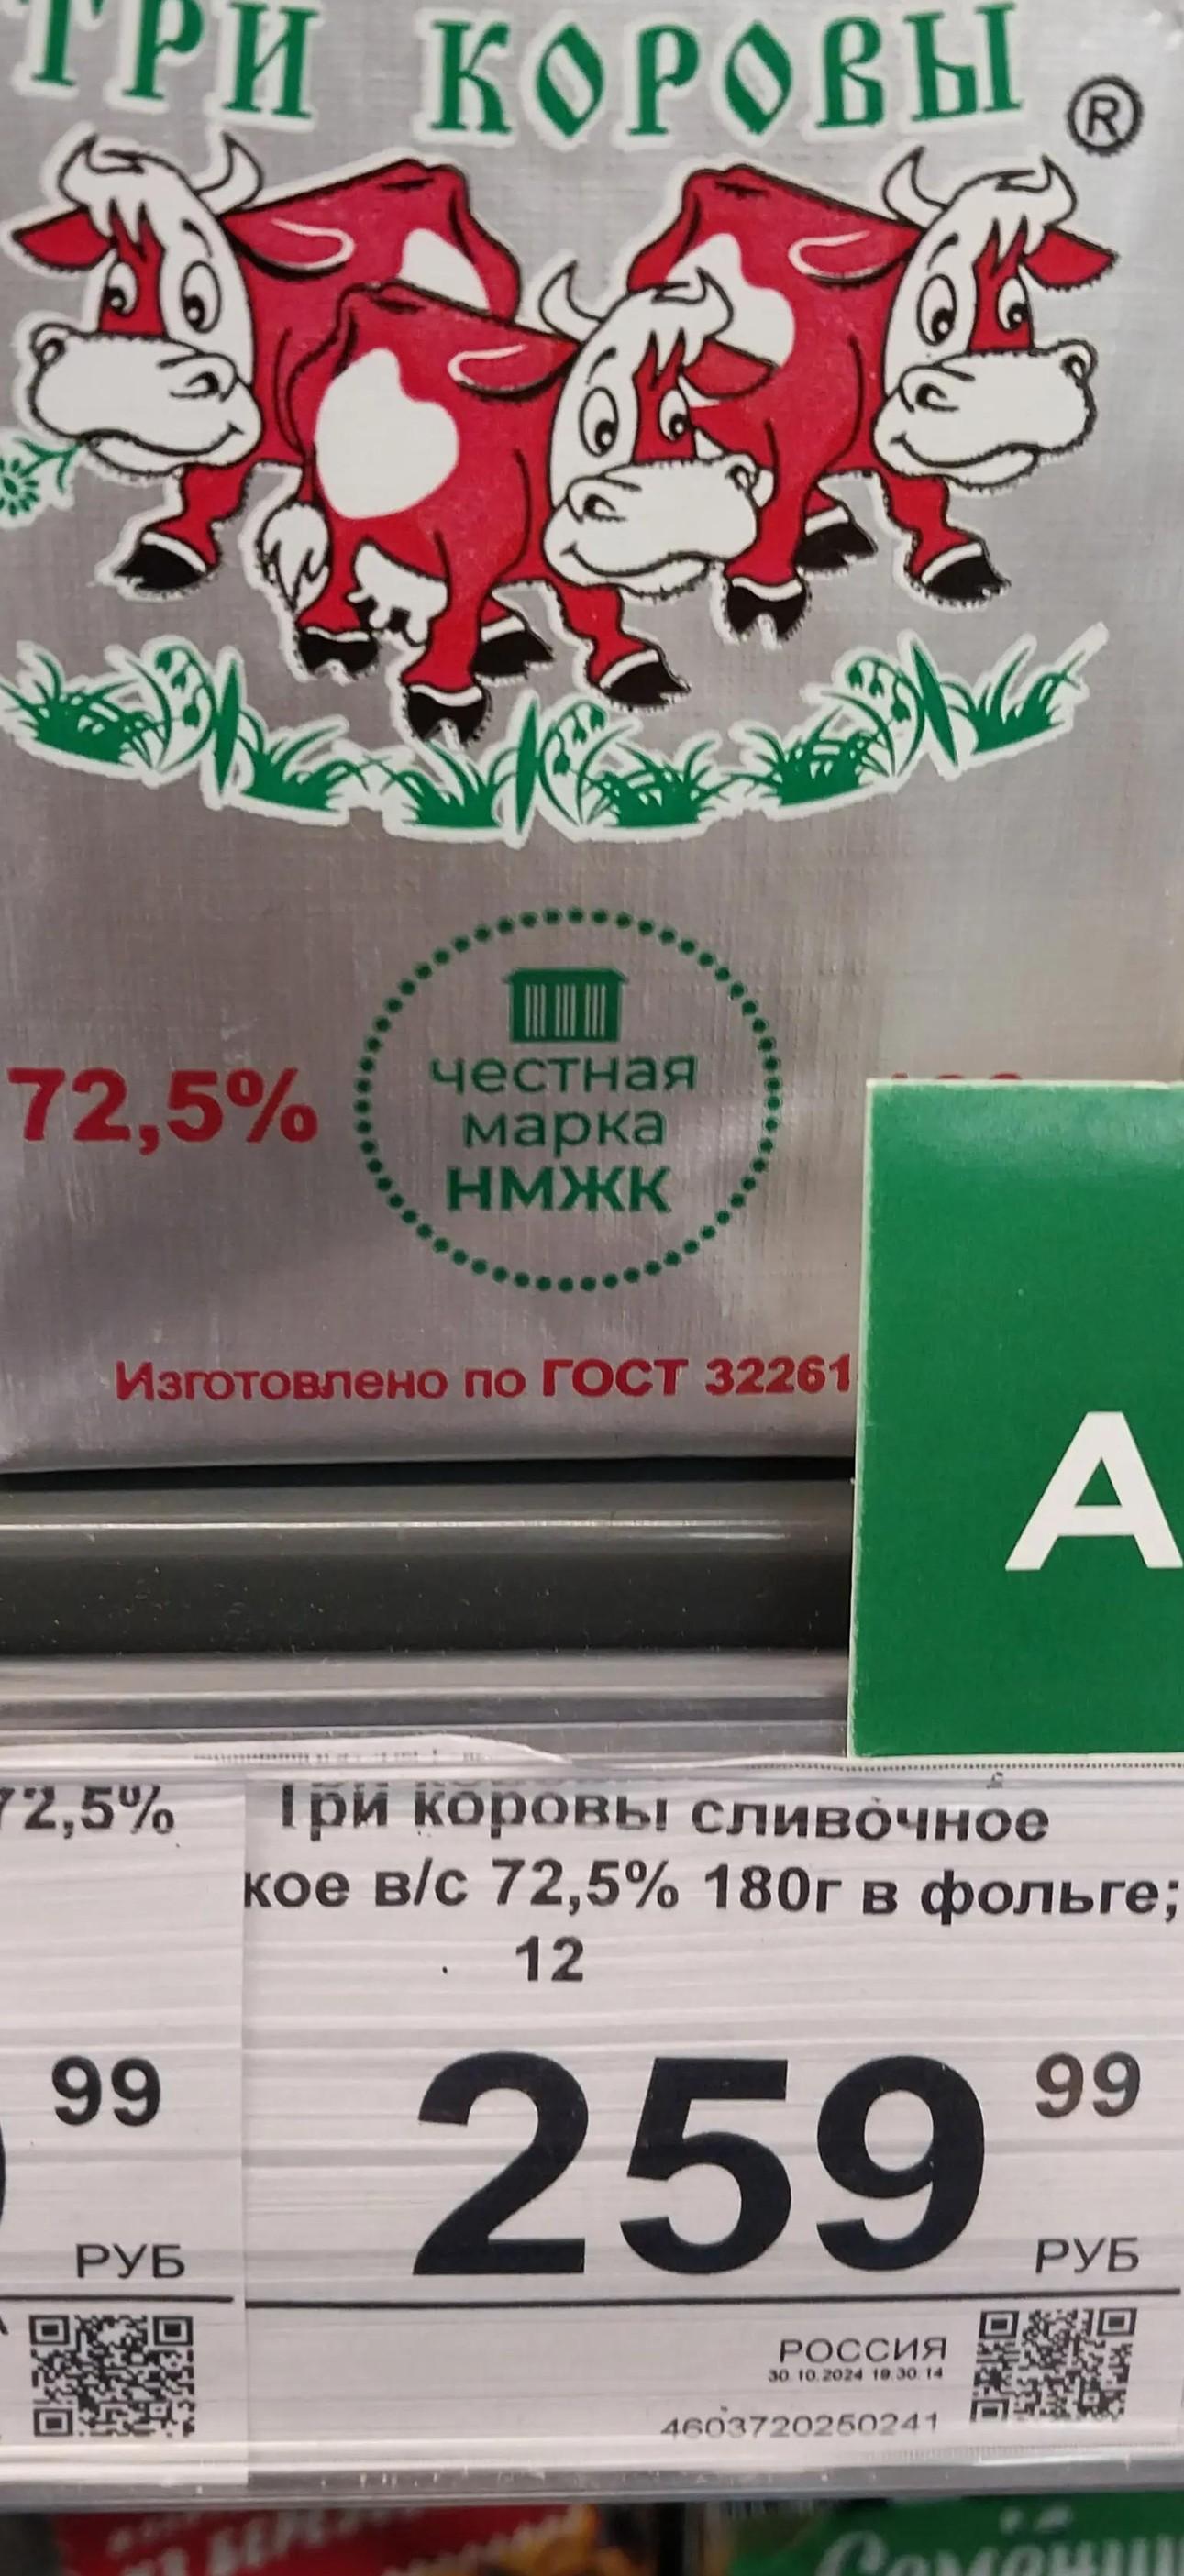 ТРИ КОРОВЫ ®
72,5%
честная
марка
НМЖК
Изготовлено по ГОСТ 32261
А
72,5%
Три коровы сливочное
кое в/с 72,5% 180г в фольге;
12
99
РУБ
259 99
РУБ
РОССИЯ
30.10.2024 19:30:14
4603720250241